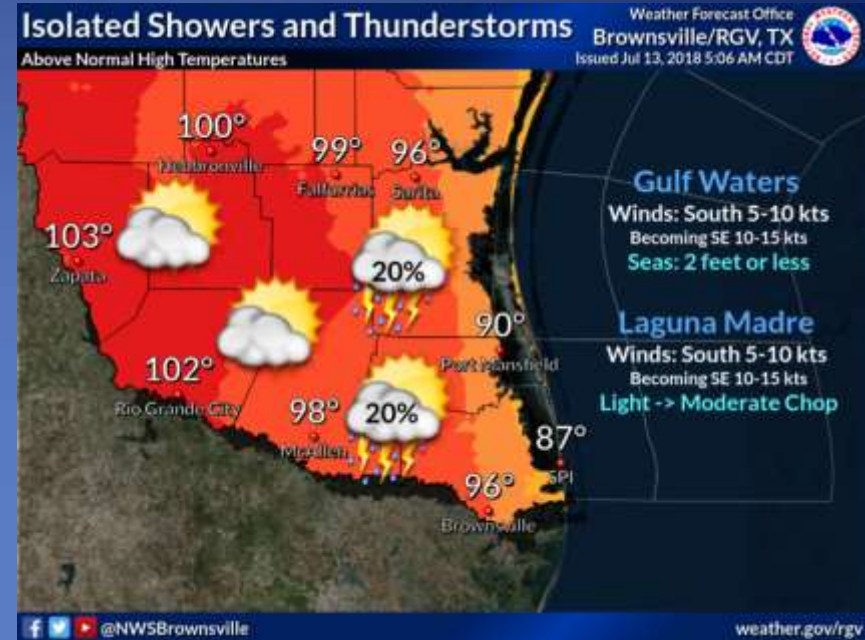 Isolated Showers and Thunderstorms
Above Normal High Temperatures
Weather Forecast Office
Brownsville/RGV, TX
Issued Jul 13, 2018 5:06 AM CDT
100°
Hebbronville
99°
Falfurrias
96°
Sarita
103°
Zapata
20%
90°
Port Mansfield
102°
Rio Grande City
98°
McAllen
20%
87°
SPI
96°
Brownsville
Gulf Waters
Winds: South 5-10 kts
Becoming SE 10-15 kts
Seas: 2 feet or less
Laguna Madre
Winds: South 5-10 kts
Becoming SE 10-15 kts
Light -> Moderate Chop
@NWSBrownsville
weather.gov/rgv